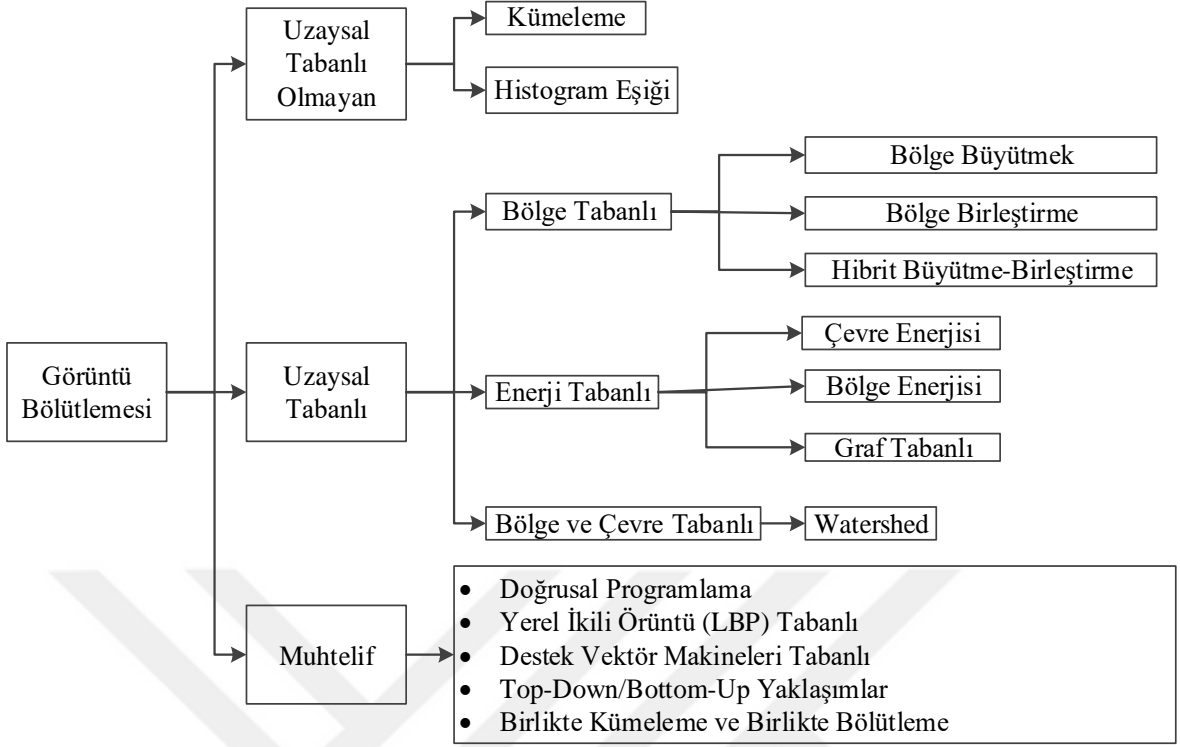 Görüntü
Bölütlemesi
Uzaysal
Tabanlı
Olmayan
Kümeleme
Histogram Eşiği
Uzaysal
Tabanlı
Bölge Tabanlı
Bölge Büyütmek
Bölge Birleştirme
Hibrit Büyütme-Birleştirme
Enerji Tabanlı
Çevre Enerjisi
Bölge Enerjisi
Graf Tabanlı
Bölge ve Çevre Tabanlı
Watershed
Muhtelif
• Doğrusal Programlama
• Yerel İkili Örüntü (LBP) Tabanlı
• Destek Vektör Makineleri Tabanlı
• Top-Down/Bottom-Up Yaklaşımlar
• Birlikte Kümeleme ve Birlikte Bölütleme